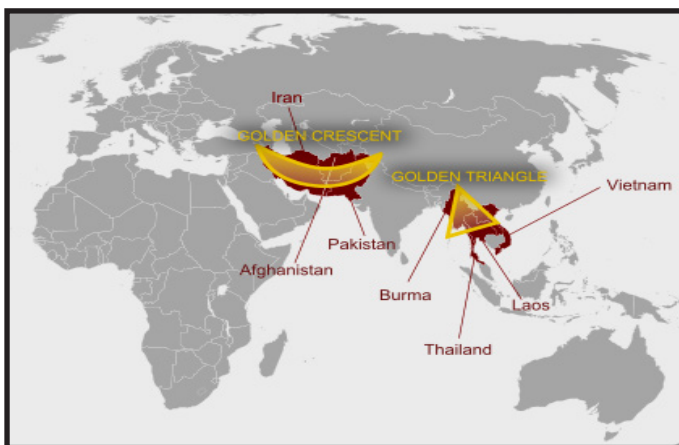 Iran
GOLDEN CRESCENT
GOLDEN TRIANGLE
Vietnam
Pakistan
Afghanistan
Burma
Laos
Thailand